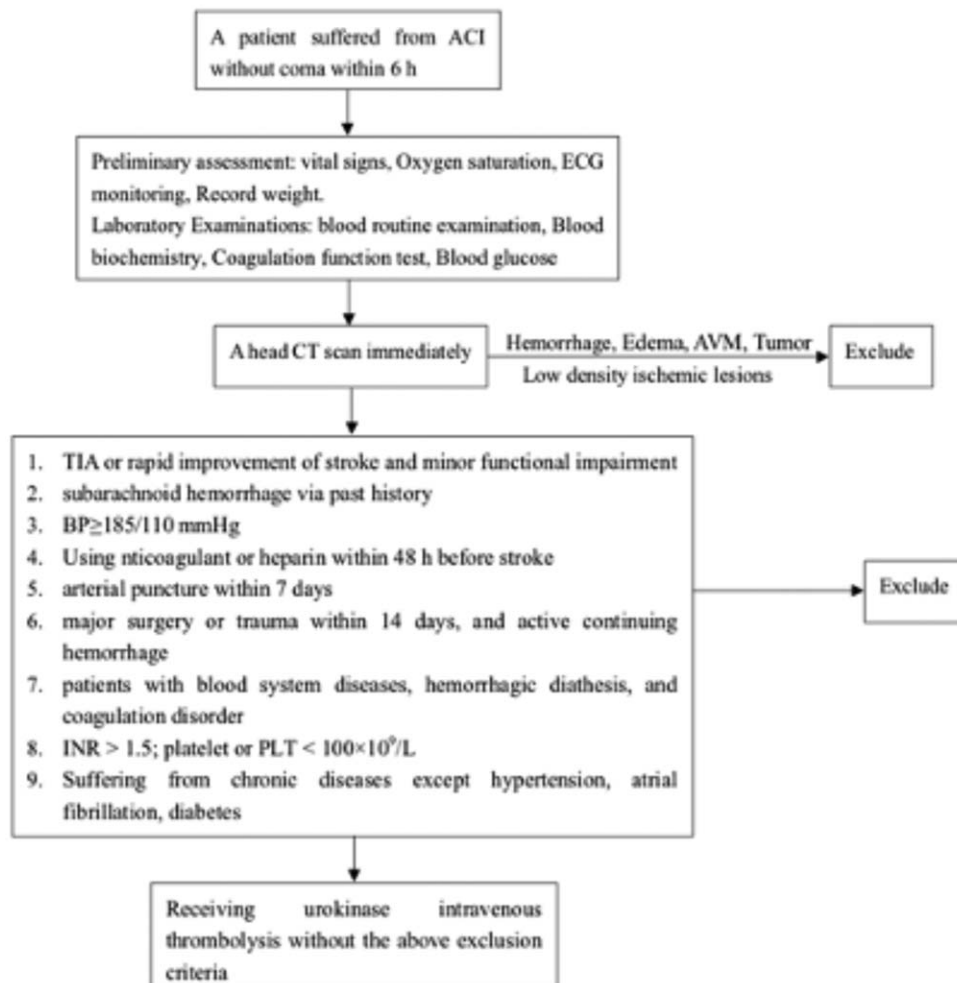 A patient suffered from ACI
without coma within 6 h
Preliminary assessment: vital signs, Oxygen saturation, ECG
monitoring, Record weight.
Laboratory Examinations: blood routine examination, Blood
biochemistry, Coagulation function test, Blood glucose
A head CT scan immediately
Hemorrhage, Edema, AVM, Tumor
Low density ischemic lesions
Exclude
1. TIA or rapid improvement of stroke and minor functional impairment
2. subarachnoid hemorrhage via past history
3. BP≥185/110 mmHg
4. Using nticoagulant or heparin within 48 h before stroke
5. arterial puncture within 7 days
6. major surgery or trauma within 14 days, and active continuing
hemorrhage
7. patients with blood system diseases, hemorrhagic diathesis, and
coagulation disorder
8. INR > 1.5; platelet or PLT < 100×10⁹/L
9. Suffering from chronic diseases except hypertension, atrial
fibrillation, diabetes
Exclude
Receiving urokinase intravenous
thrombolysis without the above exclusion
criteria